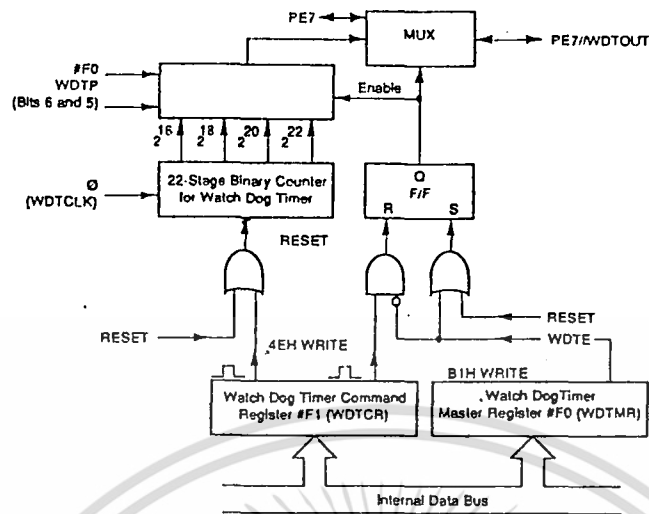 PE7
MUX
PE7//WDTOUT
#F0
WDTP
(Bits 6 and 5)
Enable
2^16 2^18 2^20 2^22
Ø
(WDTCLK)
22-Stage Binary Counter
for Watch Dog Timer
Q
F/F
R S
RESET
RESET
RESET
WDTE
4EH WRITE
B1H WRITE
Watch Dog Timer Command
Register #F1 (WDTCR)
Watch DogTimer
Master Register #F0 (WDTMR)
Internal Data Bus